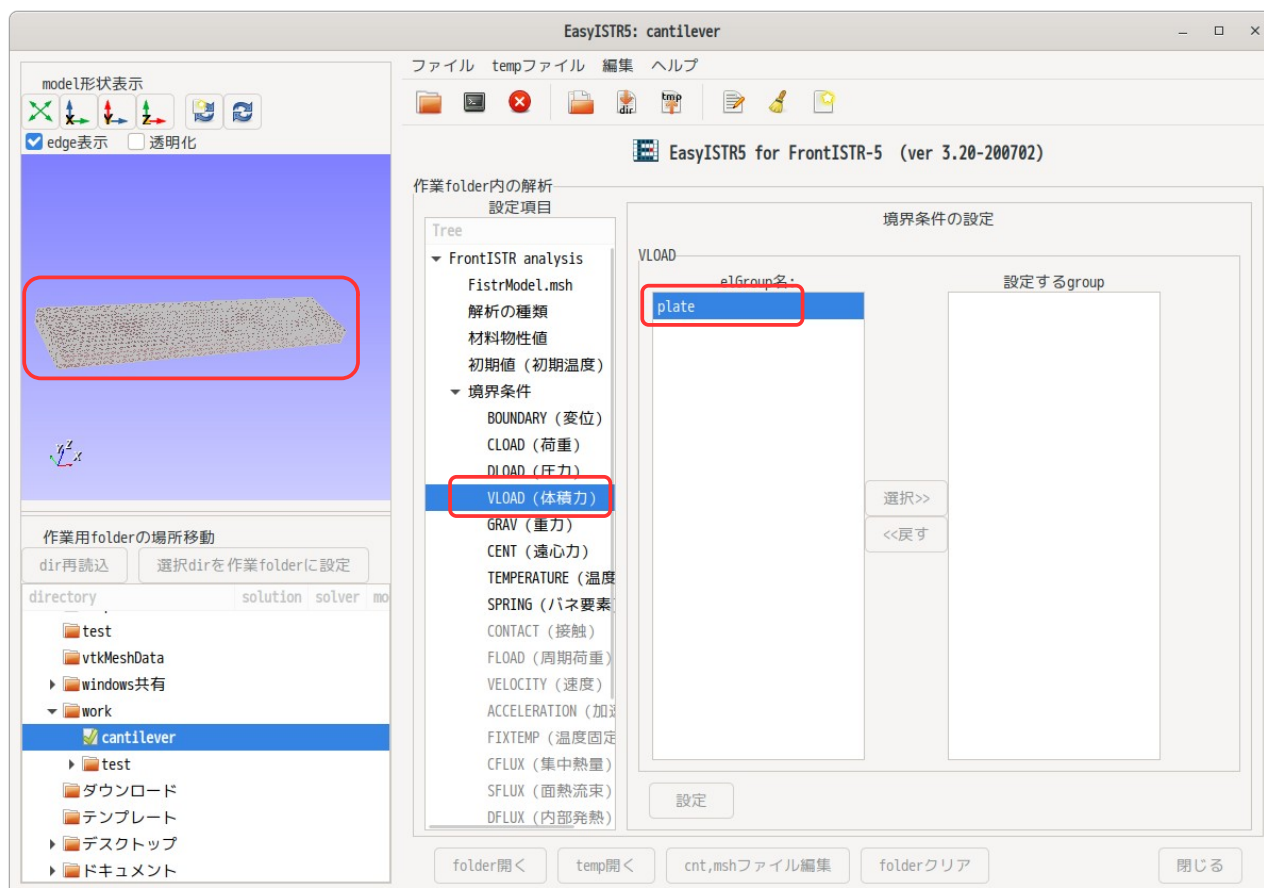 EasyISTR5: cantilever
model形状表示
edge表示 透明化
作業用folderの場所移動
dir再読込 選択dirを作業folderに設定
directory solution solver mo
test
vtkMeshData
windows共有
work
cantilever
test
ダウンロード
テンプレート
デスクトップ
ドキュメント
ファイル tempファイル 編集 ヘルプ
EasyISTR5 for FrontISTR-5 (ver 3.20-200702)
作業folder内の解析
設定項目
Tree
FrontISTR analysis
FistrModel.msh
解析の種類
材料物性値
初期値（初期温度）
境界条件
BOUNDARY（変位）
CLOAD（荷重）
DLOAD（圧力）
VLOAD（体積力）
GRAV（重力）
CENT（遠心力）
TEMPERATURE（温度
SPRING（バネ要素
CONTACT（接触）
FLOAD（周期荷重）
VELOCITY（速度）
ACCELERATION（加速
FIXTEMP（温度固定
CFLUX（集中熱量）
SFLUX（面熱流束）
DFLUX（内部発熱）
境界条件の設定
VLOAD
elGroup名:
plate
設定するgroup
選択>>
<<戻す
設定
folder開く temp開く cnt,mshファイル編集 folderクリア 閉じる